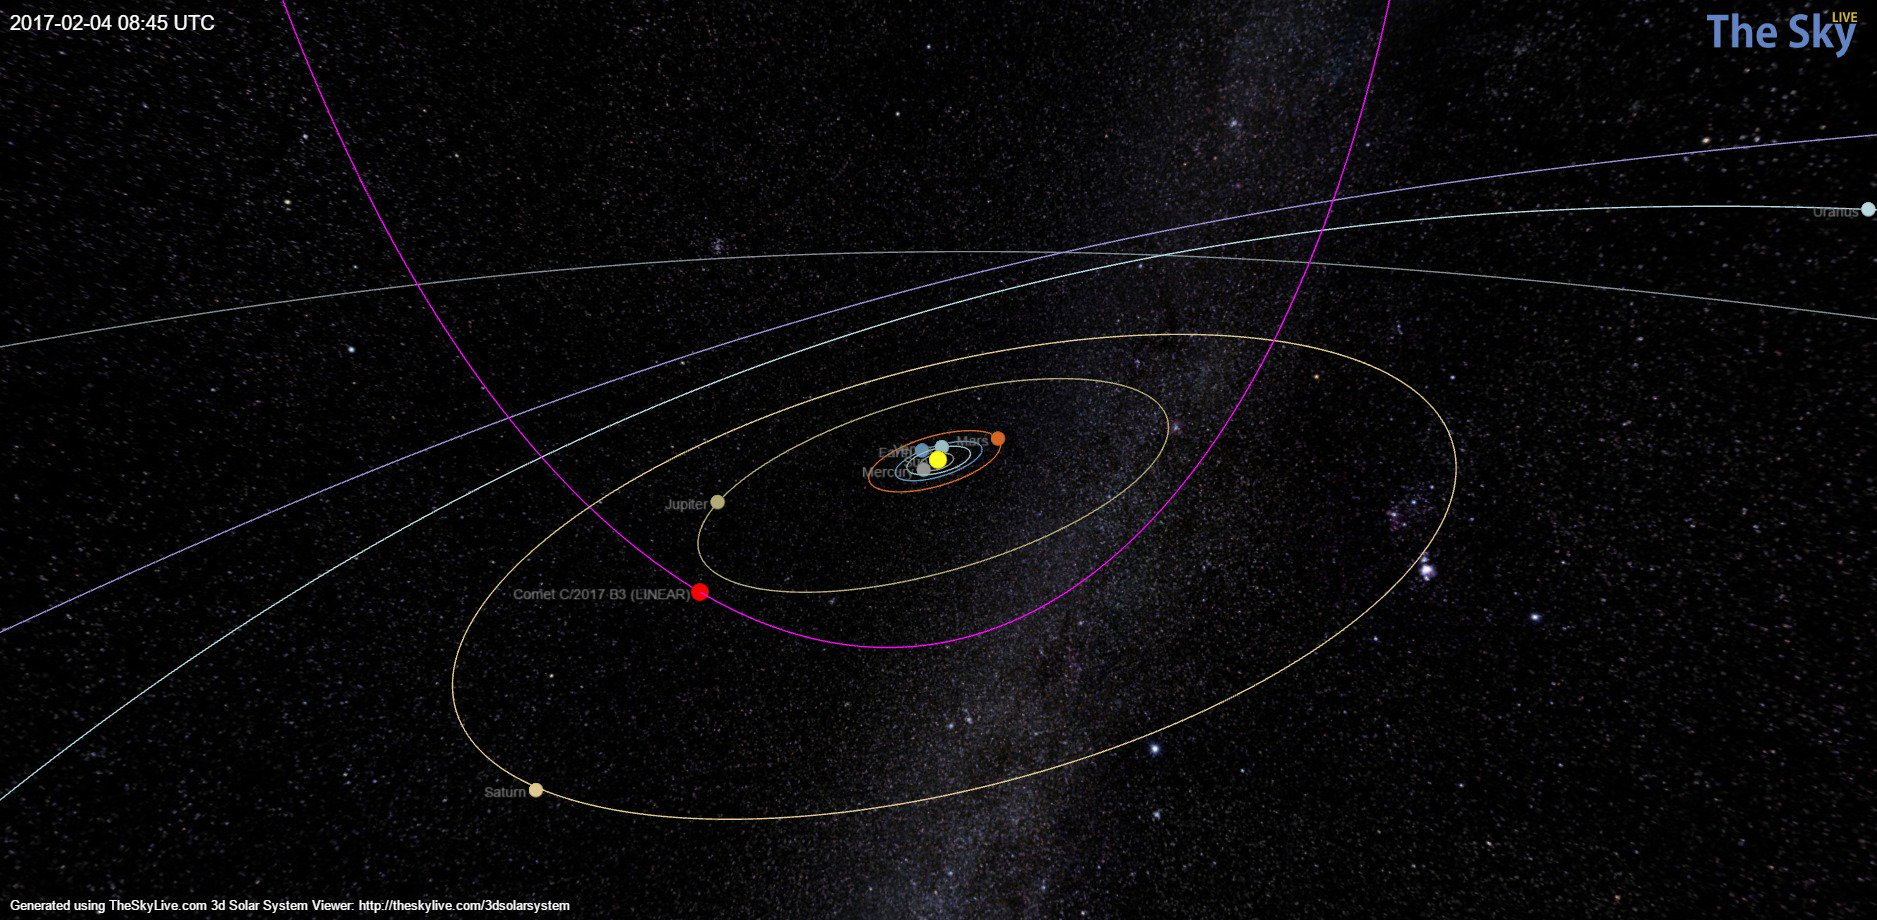 2017-02-04 08:45 UTC
The Sky LIVE
Uranus
Mars
Mercury
Jupiter
Comet C/2017 B3 (LINEAR)
Saturn
Generated using TheSkyLive.com 3d Solar System Viewer: http://theskylive.com/3dsolarsystem